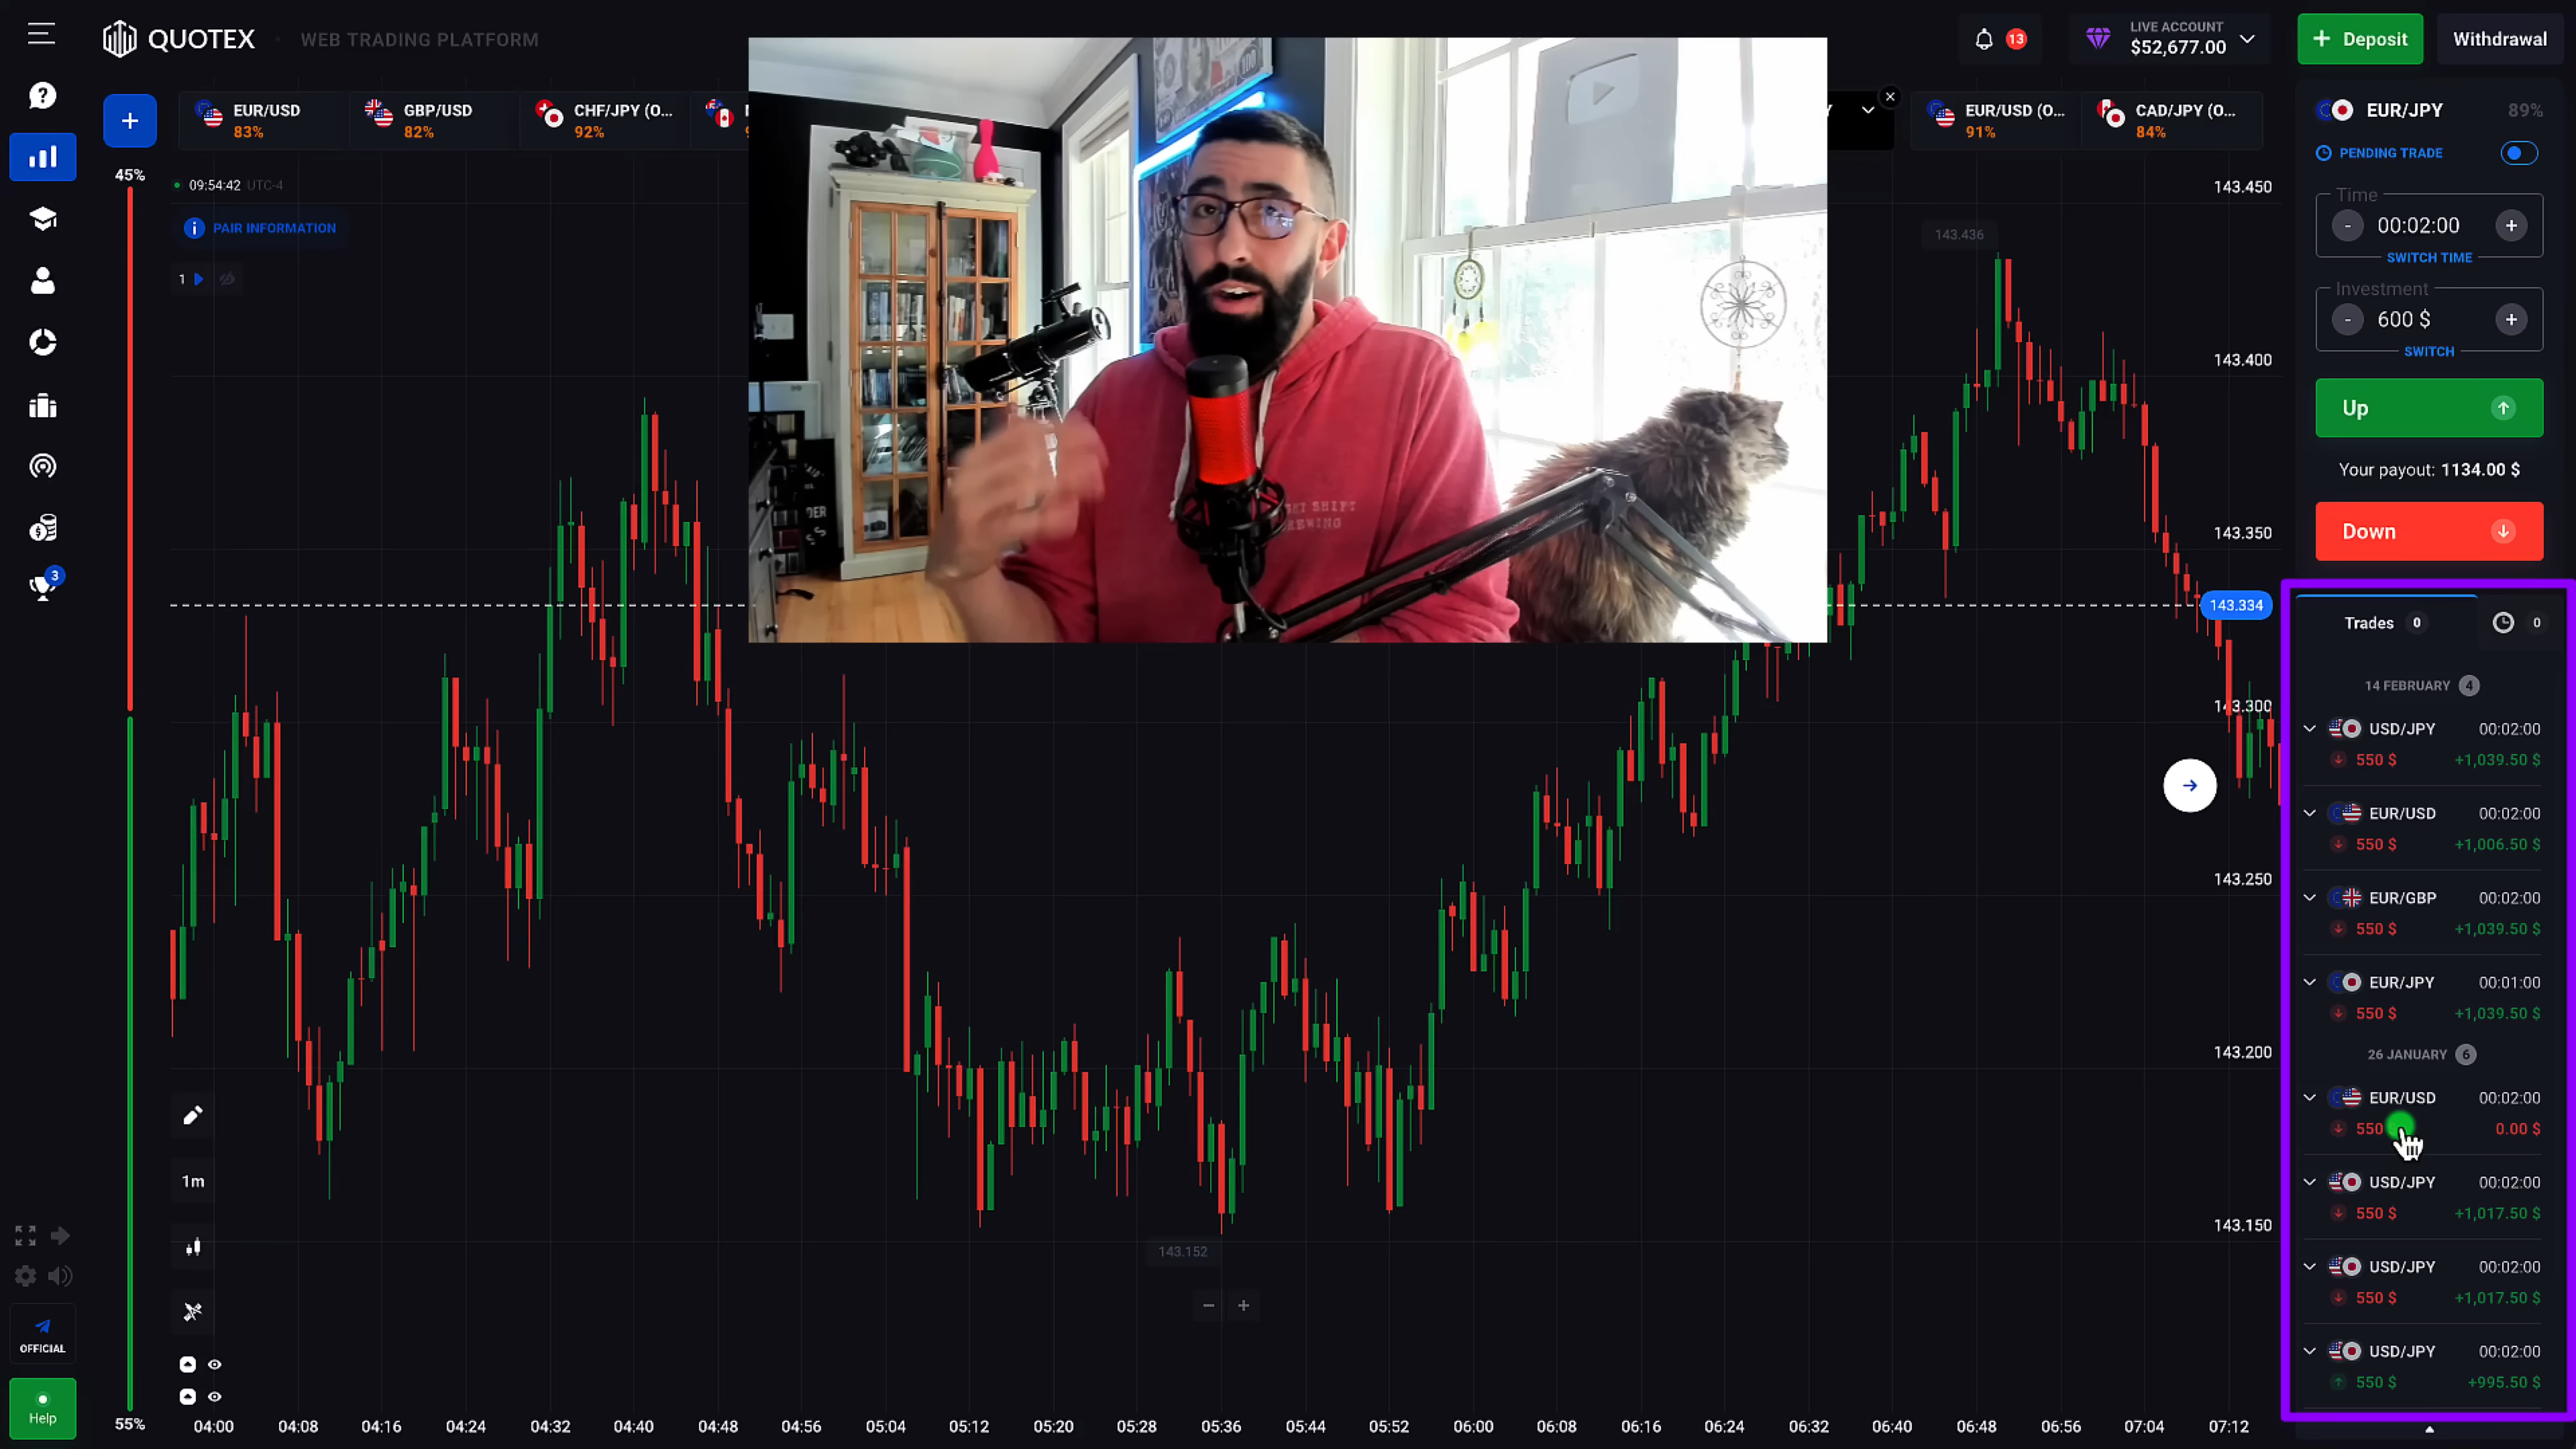 QUOTEX
WEB TRADING PLATFORM
13
LIVE ACCOUNT
$52,677.00
+ Deposit
Withdrawal
+
EUR/USD
83%
GBP/USD
82%
CHF/JPY (O...
92%
EUR/USD (O...
91%
CAD/JPY (O...
84%
45%
09:54:42 UTC-4
PAIR INFORMATION
1
EUR/JPY
89%
PENDING TRADE
Time
- 00:02:00 +
SWITCH TIME
Investment
- 600 $ +
SWITCH
Up
Your payout: 1134.00 $
Down
Trades 0
0
14 FEBRUARY 4
USD/JPY 00:02:00
550 $ +1,039.50 $
EUR/USD 00:02:00
550 $ +1,006.50 $
EUR/GBP 00:02:00
550 $ +1,039.50 $
EUR/JPY 00:01:00
550 $ +1,039.50 $
26 JANUARY 6
EUR/USD 00:02:00
550 0.00 $
USD/JPY 00:02:00
550 $ +1,017.50 $
USD/JPY 00:02:00
550 $ +1,017.50 $
USD/JPY 00:02:00
550 $ +995.50 $
143.450
143.436
143.400
143.350
143.334
143.300
143.250
143.200
143.150
143.152
3
1m
OFFICIAL
Help
55%
04:00 04:08 04:16 04:24 04:32 04:40 04:48 04:56 05:04 05:12 05:20 05:28 05:36 05:44 05:52 06:00 06:08 06:16 06:24 06:32 06:40 06:48 06:56 07:04 07:12